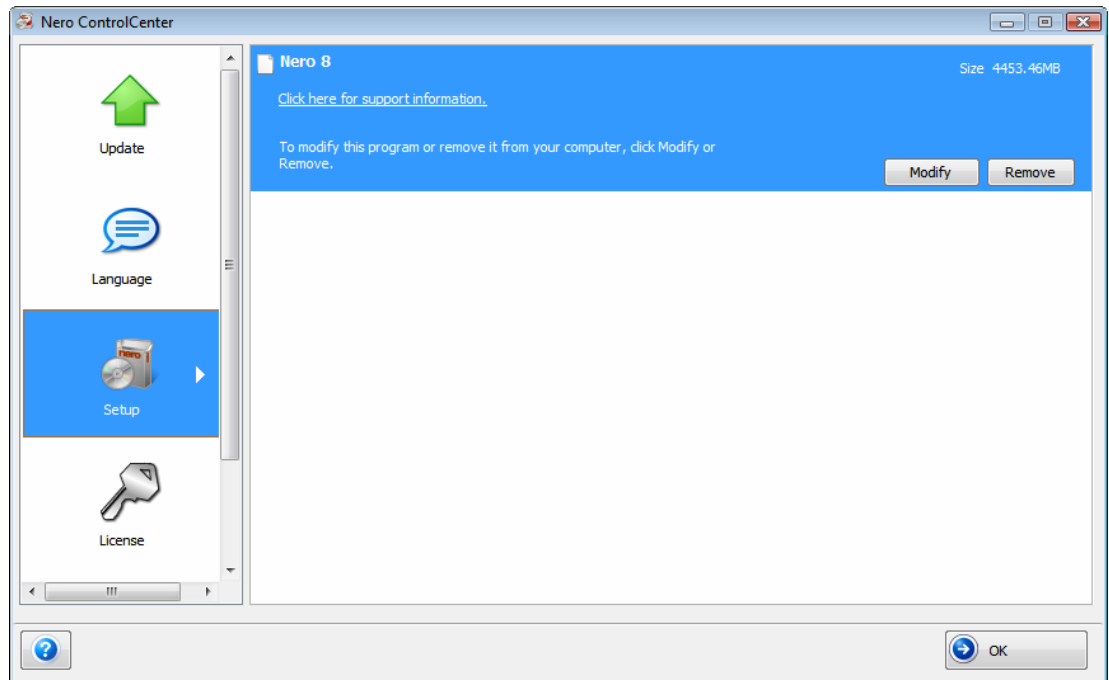 Nero ControlCenter
Update
Language
nero
Setup
License
Nero 8
Size 4453.46MB
Click here for support information.
To modify this program or remove it from your computer, click Modify or
Remove.
Modify
Remove
?
OK